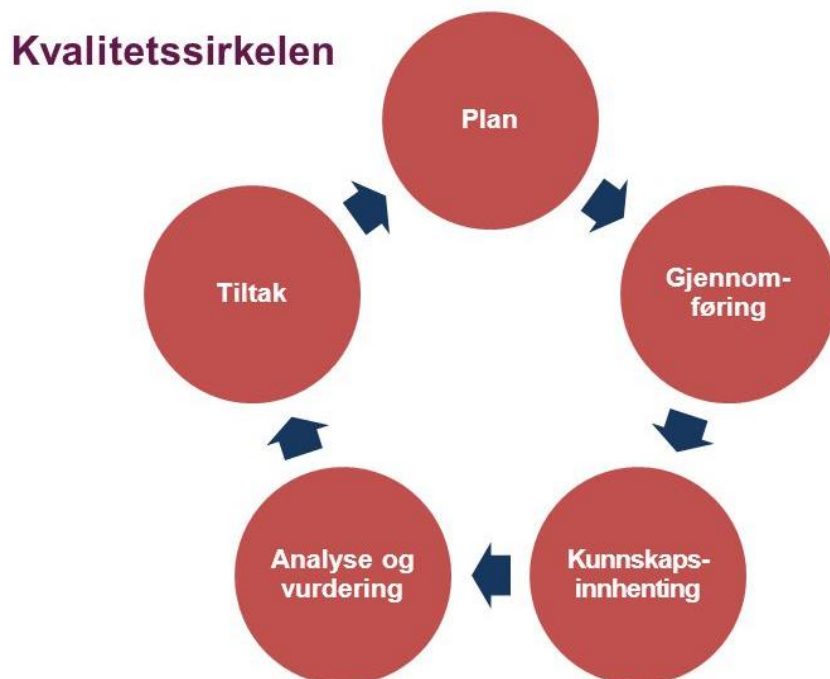 Kvalitetssirkelen
Plan
Gjennom-
føring
Kunnskaps-
innhenting
Analyse og
vurdering
Tiltak